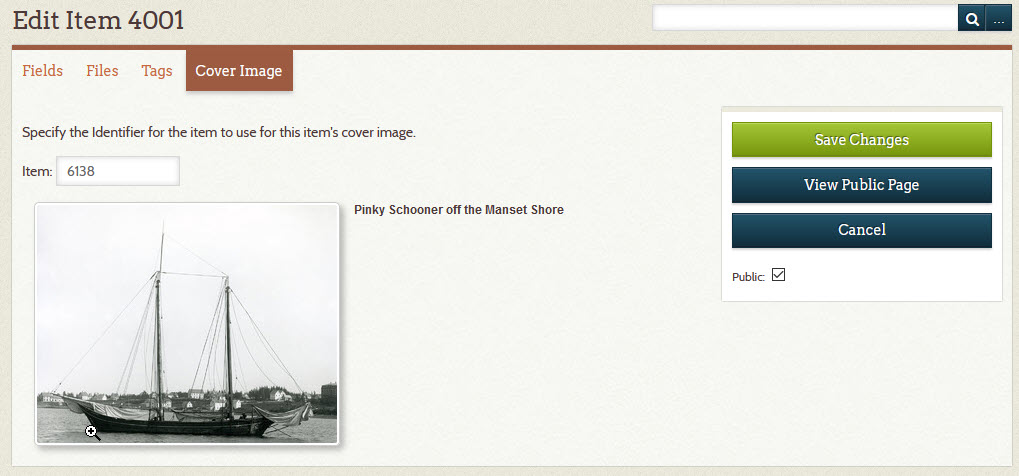 Edit Item 4001
...
Fields Files Tags Cover Image
Specify the Identifier for the item to use for this item's cover image.
Item: 6138
Pinky Schooner off the Manset Shore
Save Changes
View Public Page
Cancel
Public: